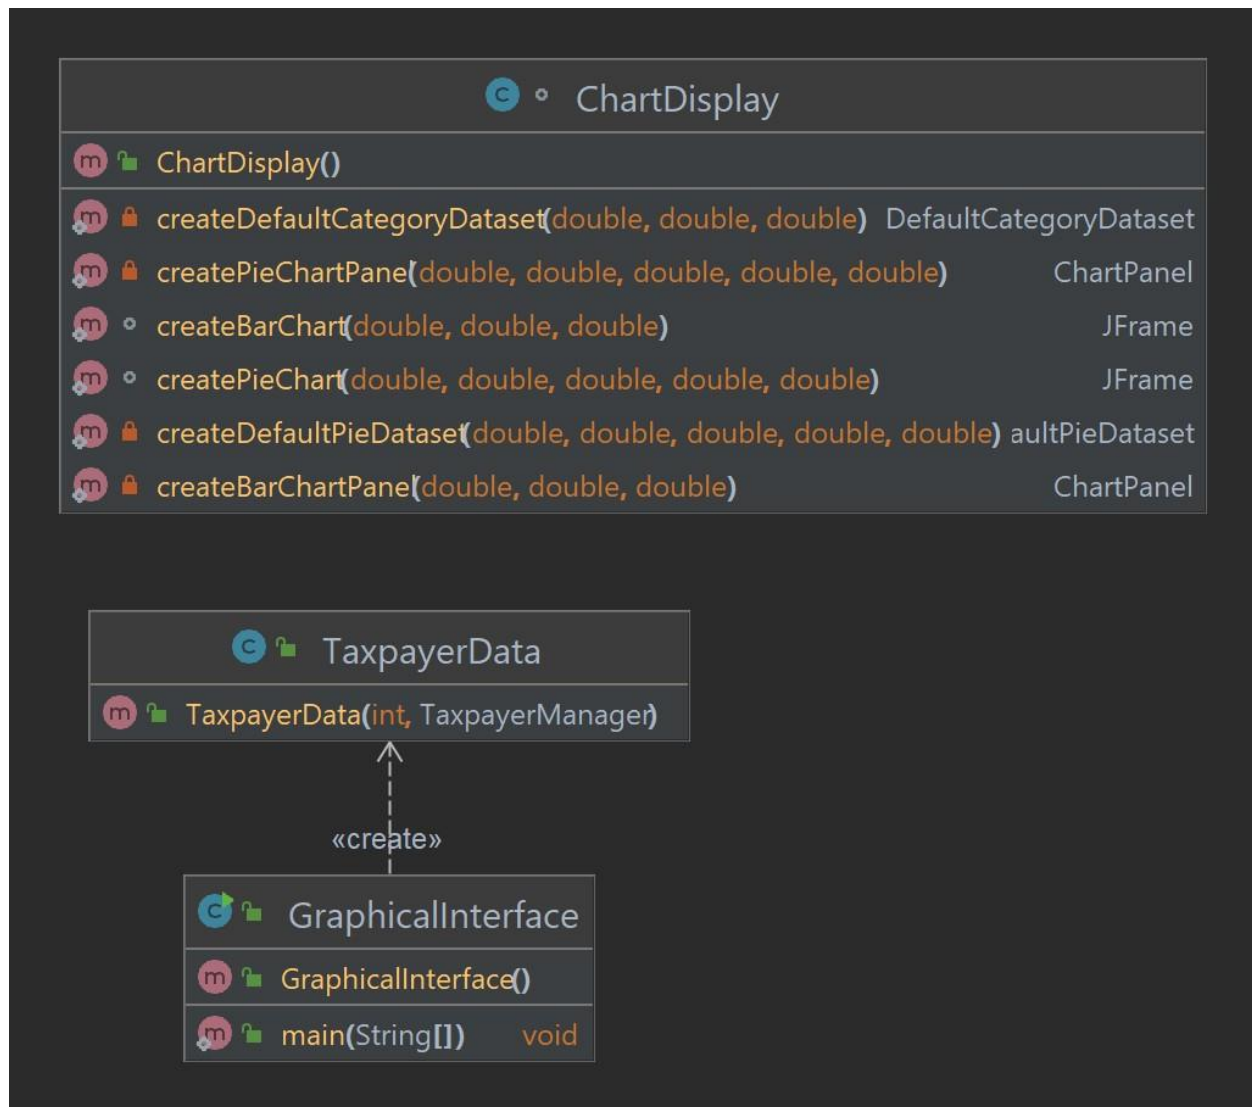 ChartDisplay
ChartDisplay()
createDefaultCategoryDataset(double, double, double) DefaultCategoryDataset
createPieChartPanel(double, double, double, double, double) ChartPanel
createBarChart(double, double, double) JFrame
createPieChart(double, double, double, double, double) JFrame
createDefaultPieDataset(double, double, double, double, double) aultPieDataset
createBarChartPanel(double, double, double) ChartPanel
TaxpayerData
TaxpayerData(int, TaxpayerManager)
«create»
GraphicalInterface
GraphicalInterface()
main(String[]) void